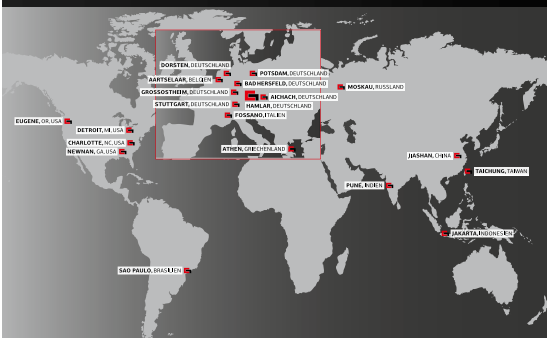 DORSTEN, DEUTSCHLAND
POTSDAM, DEUTSCHLAND
AARTSELAAR, BELGIEN
BAD HERSFELD, DEUTSCHLAND
MOSKAU, RUSSLAND
GROSSOSTHEIM, DEUTSCHLAND
AICHACH, DEUTSCHLAND
STUTTGART, DEUTSCHLAND
HAMLAR, DEUTSCHLAND
FOSSANO, ITALIEN
EUGENE, OR, USA
DETROIT, MI, USA
CHARLOTTE, NC, USA
NEWNAN, GA, USA
ATHEN, GRIECHENLAND
JIASHAN, CHINA
TAICHUNG, TAIWAN
PUNE, INDIEN
JAKARTA, INDONESIEN
SAO PAULO, BRASILIEN